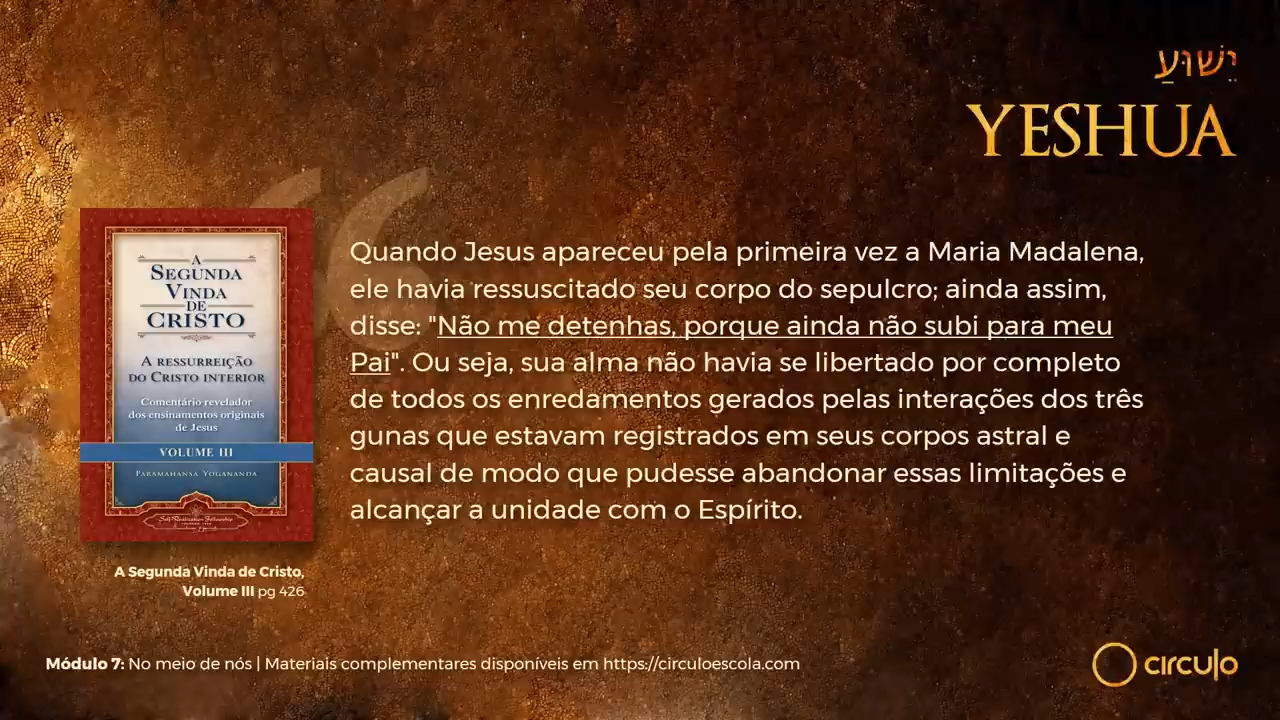 יֵשׁוּעַ
YESHUA
A
SEGUNDA
VINDA
DE
CRISTO
A RESSURREIÇÃO
DO CRISTO INTERIOR
Comentário revelador
dos ensinamentos originais
de Jesus
VOLUME III
PARAMAHANSA YOGANANDA
Self-Realization Fellowship
A Segunda Vinda de Cristo,
Volume III pg 426
“
Quando Jesus apareceu pela primeira vez a Maria Madalena,
ele havia ressuscitado seu corpo do sepulcro; ainda assim,
disse: "Não me detenhas, porque ainda não subi para meu
Pai". Ou seja, sua alma não havia se libertado por completo
de todos os enredamentos gerados pelas interações dos três
gunas que estavam registrados em seus corpos astral e
causal de modo que pudesse abandonar essas limitações e
alcançar a unidade com o Espírito.
Módulo 7: No meio de nós | Materiais complementares disponíveis em https://circuloescola.com
circulo